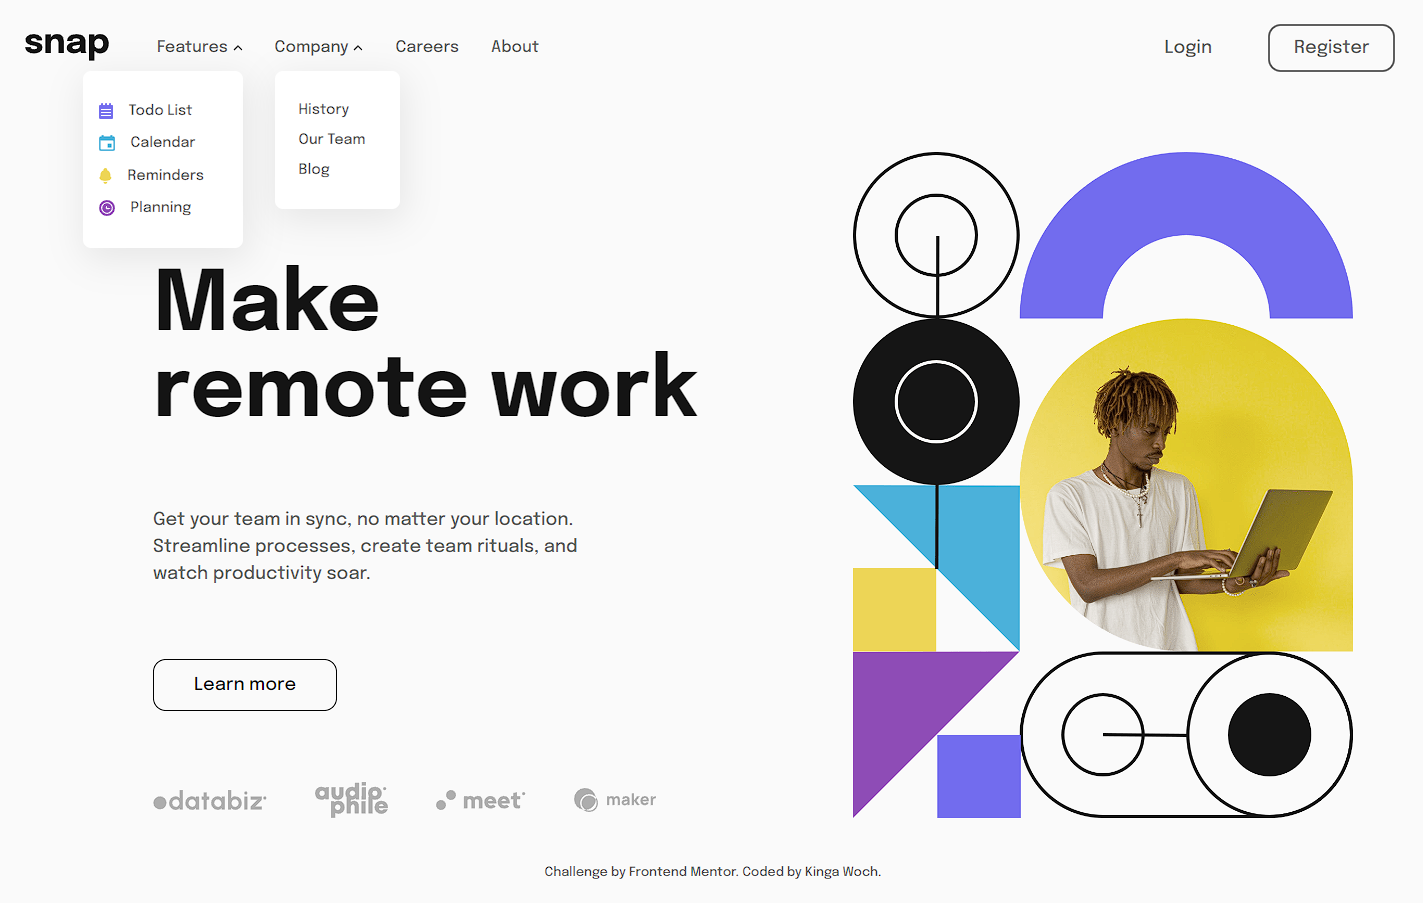 snap
Features
Company
Careers
About
Login
Register
Todo List
Calendar
Reminders
Planning
History
Our Team
Blog
Make
remote work
Get your team in sync, no matter your location.
Streamline processes, create team rituals, and
watch productivity soar.
Learn more
databiz
audio
phile
meet
maker
Challenge by Frontend Mentor. Coded by Kinga Woch.